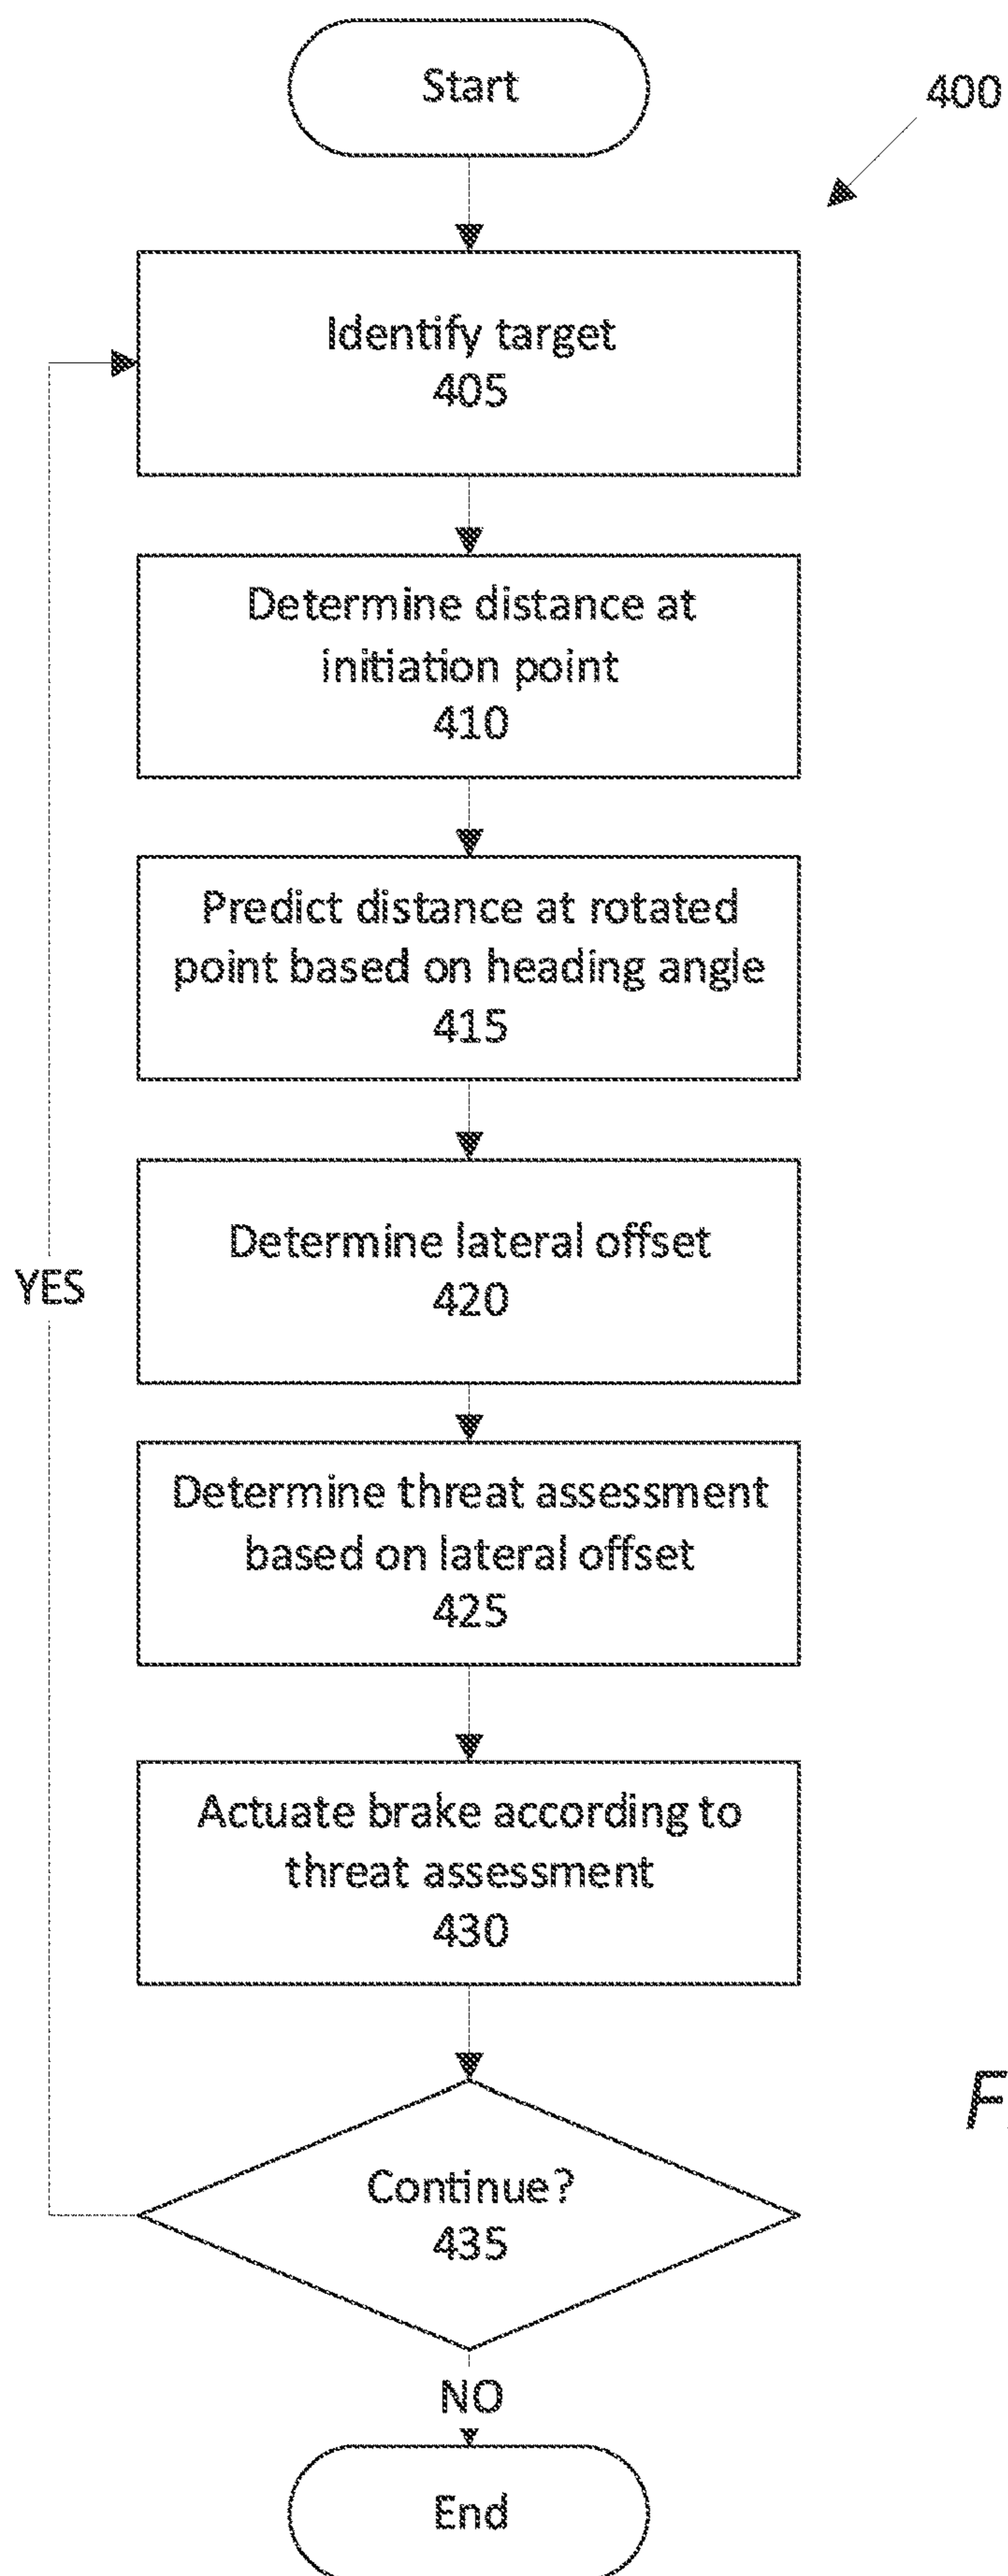 Start
400
Identify target
405
Determine distance at
initiation point
410
Predict distance at rotated
point based on heading angle
415
Determine lateral offset
420
YES
Determine threat assessment
based on lateral offset
425
Actuate brake according to
threat assessment
430
Continue?
435
NO
End